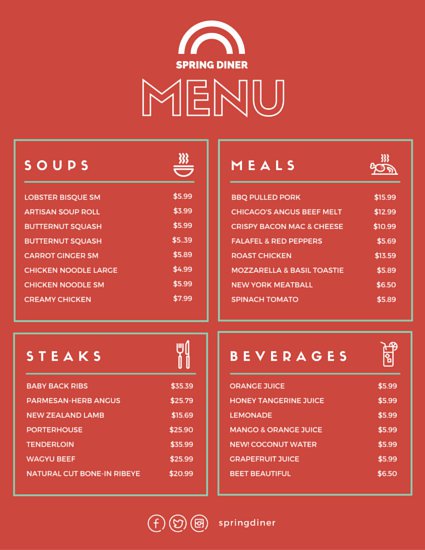 SPRING DINER
MENU
SOUPS
LOBSTER BISQUE SM $5.99
ARTISAN SOUP ROLL $3.99
BUTTERNUT SQUASH $5.99
BUTTERNUT SQUASH $5..39
CARROT GINGER SM $5.89
CHICKEN NOODLE LARGE $4.99
CHICKEN NOODLE SM $5.99
CREAMY CHICKEN $7.99
MEALS
BBQ PULLED PORK $15.99
CHICAGO'S ANGUS BEEF MELT $12.99
CRISPY BACON MAC & CHEESE $10.99
FALAFEL & RED PEPPERS $5.69
ROAST CHICKEN $13.59
MOZZARELLA & BASIL TOASTIE $5.89
NEW YORK MEATBALL $6.50
SPINACH TOMATO $5.89
STEAKS
BABY BACK RIBS $35.39
PARMESAN-HERB ANGUS $25.79
NEW ZEALAND LAMB $15.69
PORTERHOUSE $25.90
TENDERLOIN $35.99
WAGYU BEEF $25.99
NATURAL CUT BONE-IN RIBEYE $20.99
BEVERAGES
ORANGE JUICE $5.99
HONEY TANGERINE JUICE $5.99
LEMONADE $5.99
MANGO & ORANGE JUICE $5.99
NEW! COCONUT WATER $5.99
GRAPEFRUIT JUICE $5.99
BEET BEAUTIFUL $6.50
springdiner